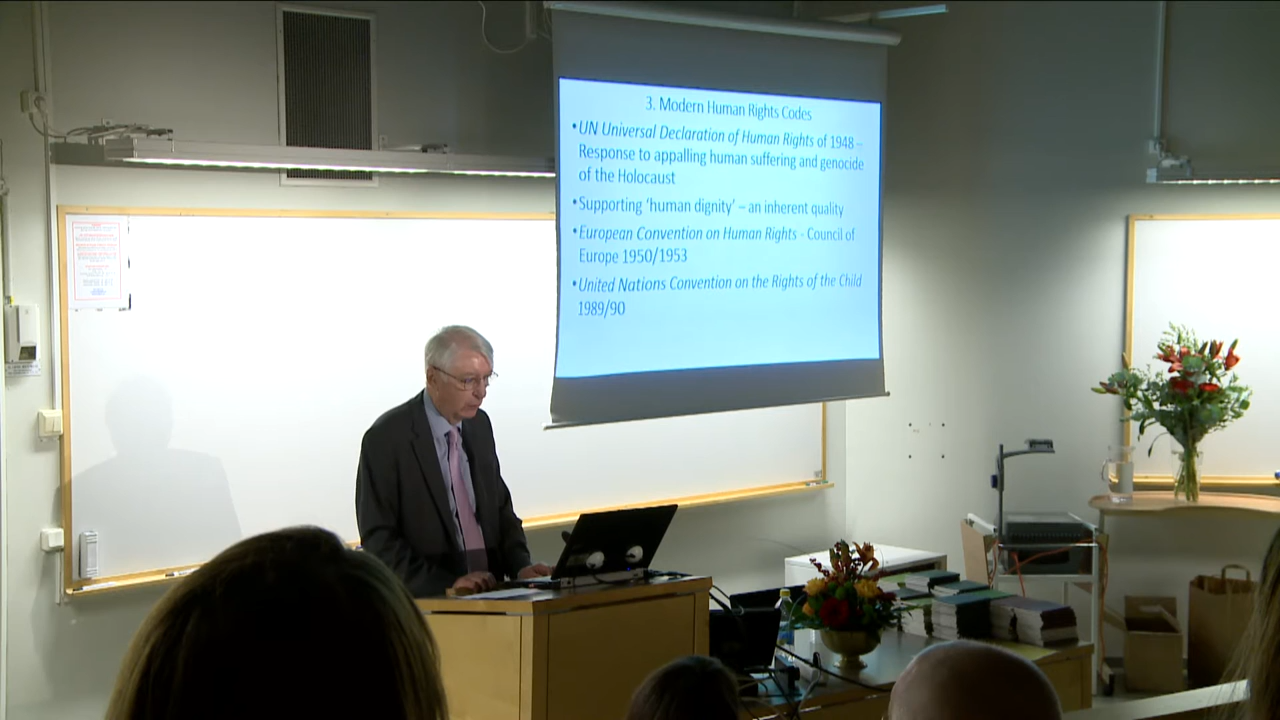 3. Modern Human Rights Codes
•UN Universal Declaration of Human Rights of 1948 –
Response to appalling human suffering and genocide
of the Holocaust
•Supporting ‘human dignity’ – an inherent quality
•European Convention on Human Rights - Council of
Europe 1950/1953
•United Nations Convention on the Rights of the Child
1989/90